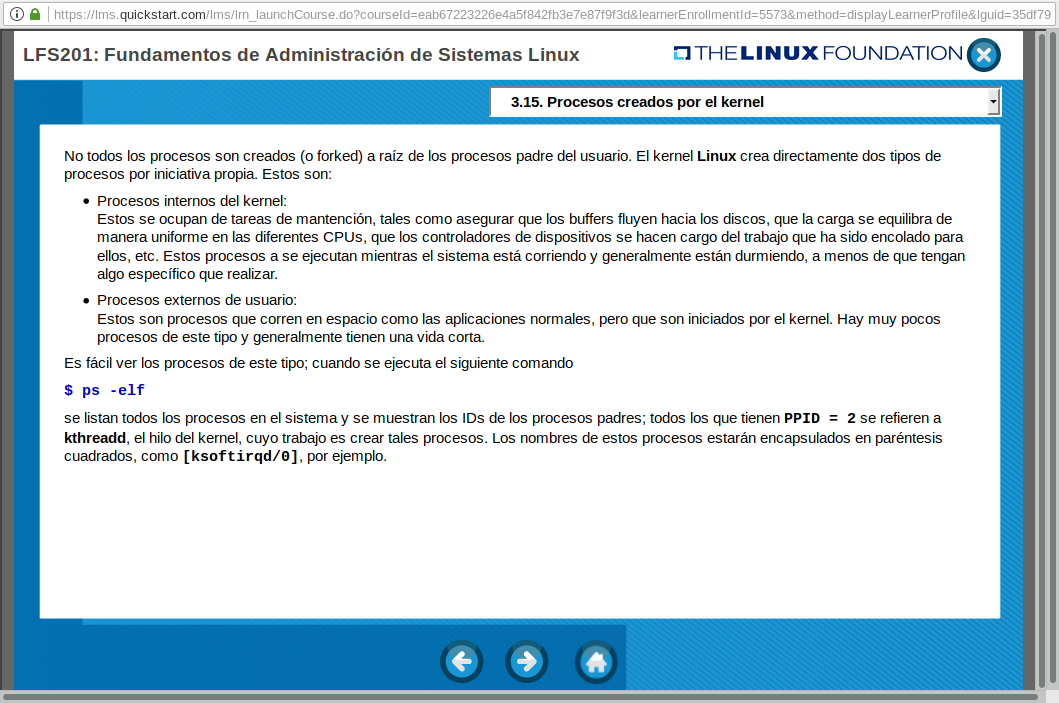 https://lms.quickstart.com/lms/lrn_launchCourse.do?courseId=eab67223226e4a5f842fb3e7e87f9f3d&learnerEnrollmentId=5573&method=displayLearnerProfile&lguid=35df79
LFS201: Fundamentos de Administración de Sistemas Linux
THE LINUX FOUNDATION
3.15. Procesos creados por el kernel
No todos los procesos son creados (o forked) a raíz de los procesos padre del usuario. El kernel Linux crea directamente dos tipos de
procesos por iniciativa propia. Estos son:
• Procesos internos del kernel:
Estos se ocupan de tareas de mantención, tales como asegurar que los buffers fluyen hacia los discos, que la carga se equilibra de
manera uniforme en las diferentes CPUs, que los controladores de dispositivos se hacen cargo del trabajo que ha sido encolado para
ellos, etc. Estos procesos a se ejecutan mientras el sistema está corriendo y generalmente están durmiendo, a menos de que tengan
algo específico que realizar.
• Procesos externos de usuario:
Estos son procesos que corren en espacio como las aplicaciones normales, pero que son iniciados por el kernel. Hay muy pocos
procesos de este tipo y generalmente tienen una vida corta.
Es fácil ver los procesos de este tipo; cuando se ejecuta el siguiente comando
$ ps -elf
se listan todos los procesos en el sistema y se muestran los IDs de los procesos padres; todos los que tienen PPID = 2 se refieren a
kthreadd, el hilo del kernel, cuyo trabajo es crear tales procesos. Los nombres de estos procesos estarán encapsulados en paréntesis
cuadrados, como [ksoftirqd/0], por ejemplo.